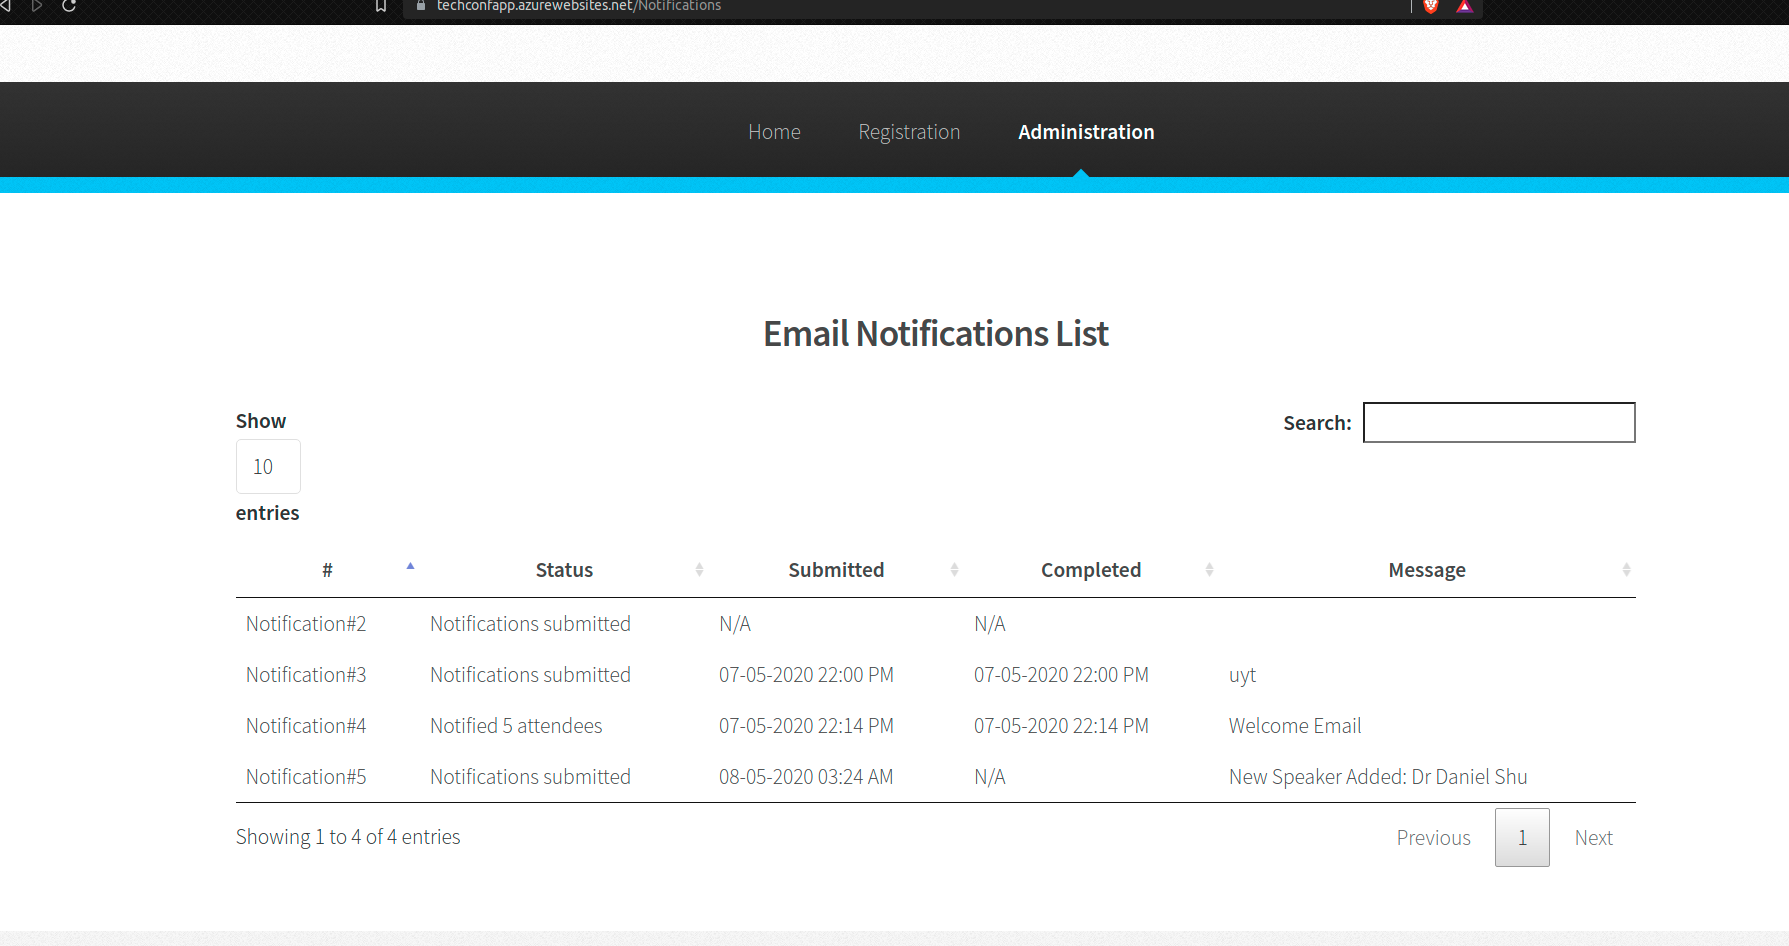 techconfapp.azurewebsites.net/Notifications
Home Registration Administration
Email Notifications List
Show
10
entries
Search:
# Status Submitted Completed Message
Notification#2 Notifications submitted N/A N/A
Notification#3 Notifications submitted 07-05-2020 22:00 PM 07-05-2020 22:00 PM uyt
Notification#4 Notified 5 attendees 07-05-2020 22:14 PM 07-05-2020 22:14 PM Welcome Email
Notification#5 Notifications submitted 08-05-2020 03:24 AM N/A New Speaker Added: Dr Daniel Shu
Showing 1 to 4 of 4 entries
Previous 1 Next